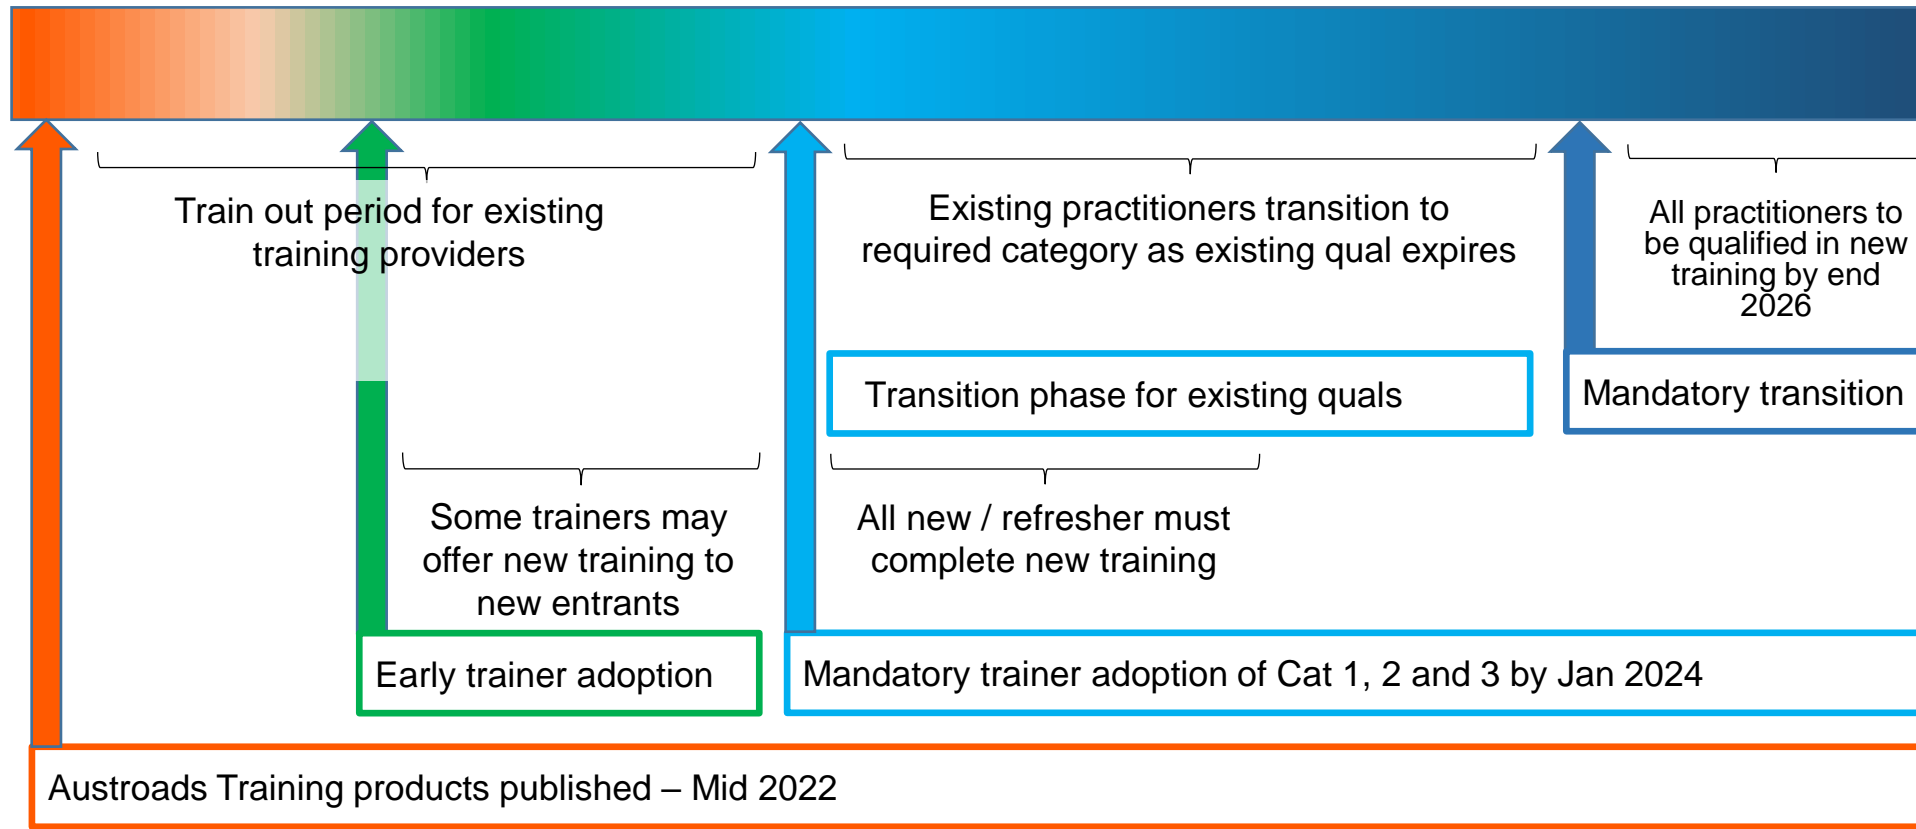 Train out period for existing
training providers
Existing practitioners transition to
required category as existing qual expires
All practitioners to
be qualified in new
training by end
2026
Transition phase for existing quals
Mandatory transition
Some trainers may
offer new training to
new entrants
All new / refresher must
complete new training
Early trainer adoption
Mandatory trainer adoption of Cat 1, 2 and 3 by Jan 2024
Austroads Training products published – Mid 2022